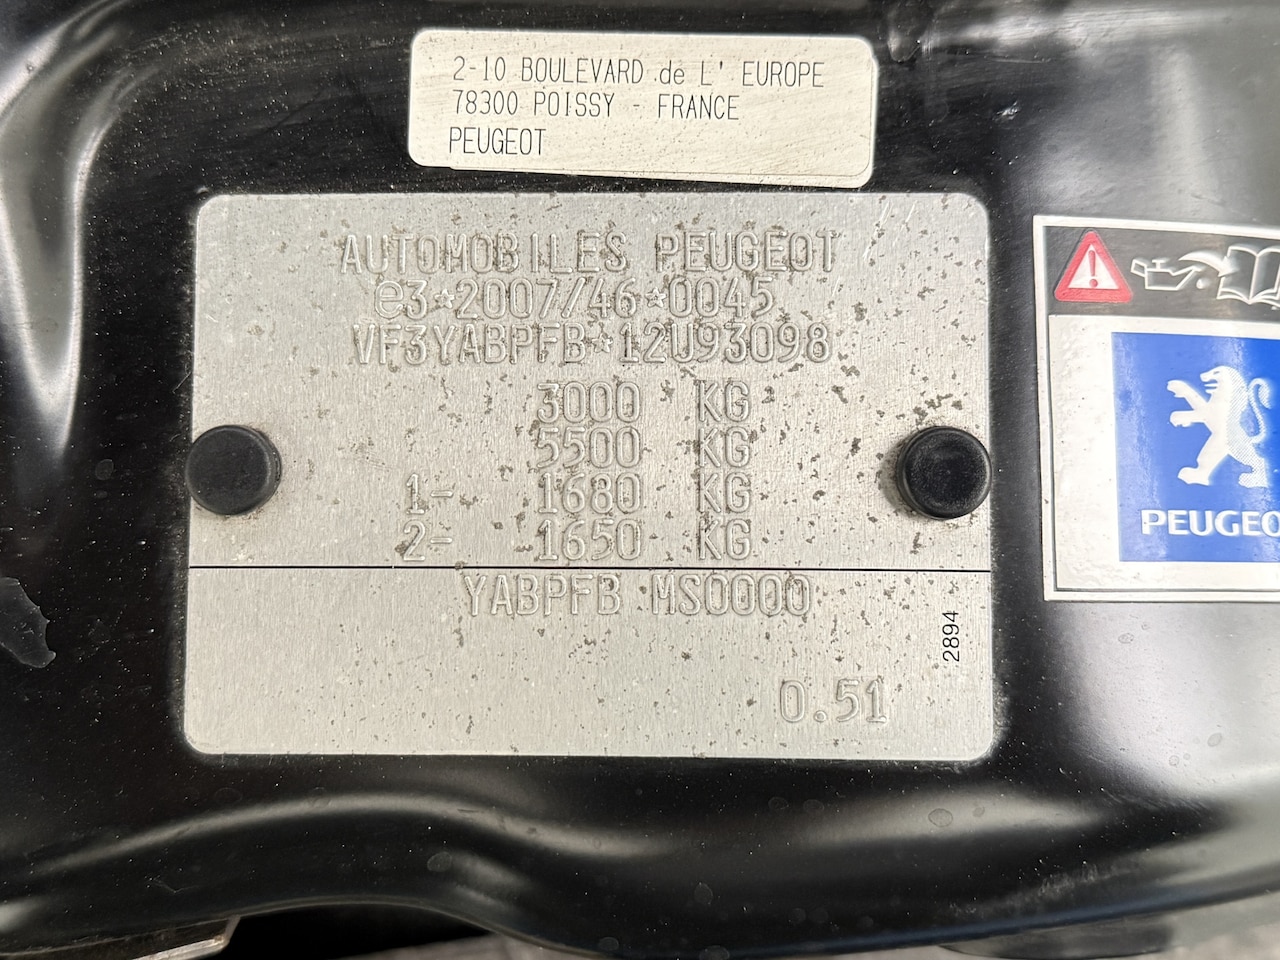 2-10 BOULEVARD de L' EUROPE
78300 POISSY - FRANCE
PEUGEOT
AUTOMOBILES PEUGEOT
e3*2007/46*0045
VF3YABPFB*12U93098
3000 KG
5500 KG
1- 1680 KG
2- 1650 KG
YABPFB MS0000
2894
0.51
PEUGEO